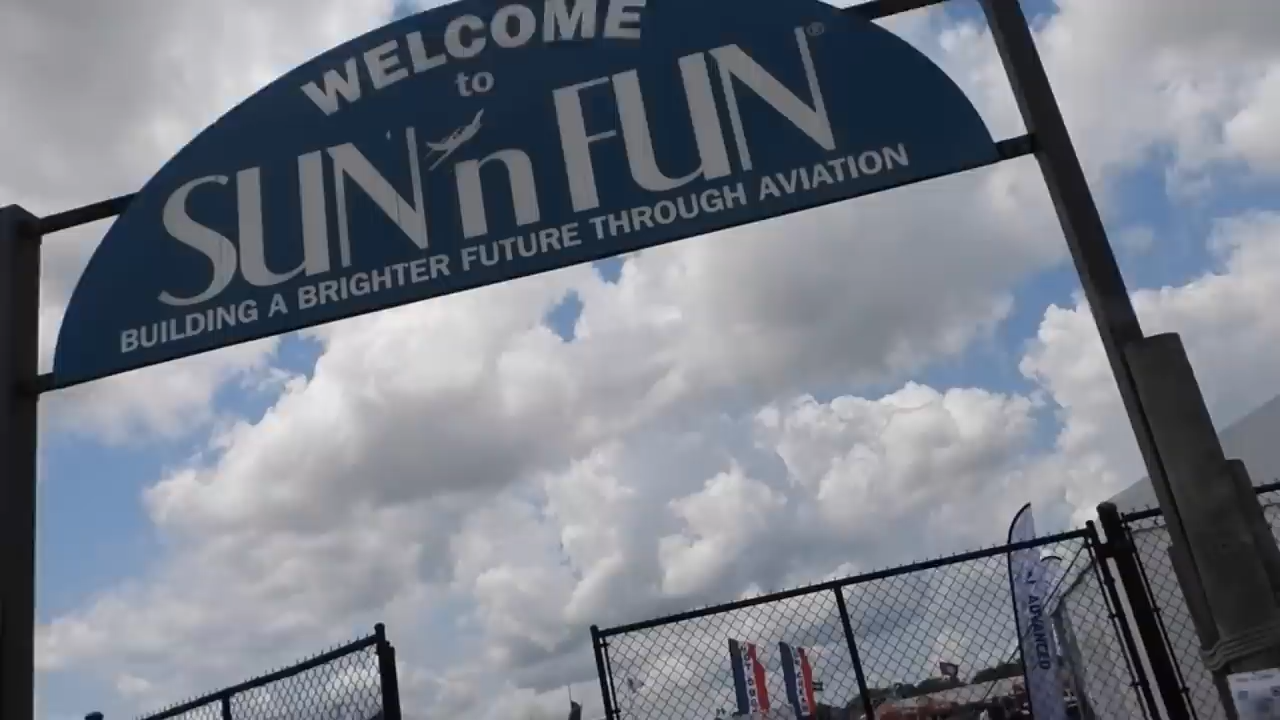 WELCOME
to
SUN'n FUN®
BUILDING A BRIGHTER FUTURE THROUGH AVIATION
ADVANCED